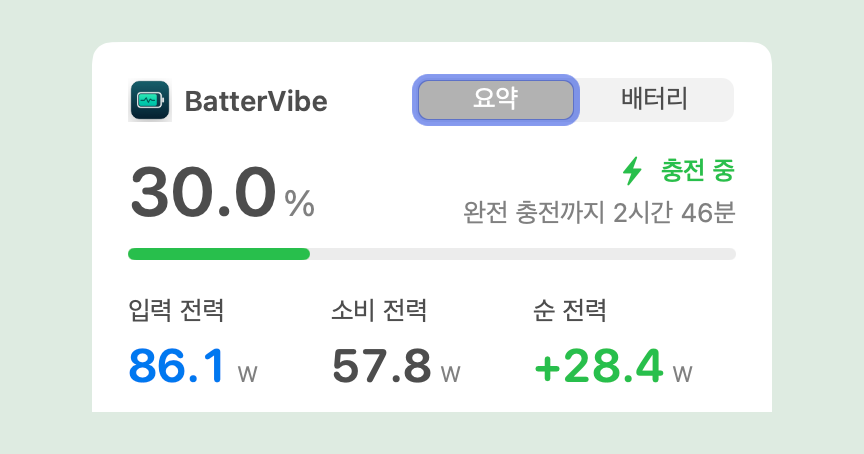 BatterVibe 요약 배터리
30.0 % 충전 중
완전 충전까지 2시간 46분
입력 전력 소비 전력 순 전력
86.1 W 57.8 W +28.4 W